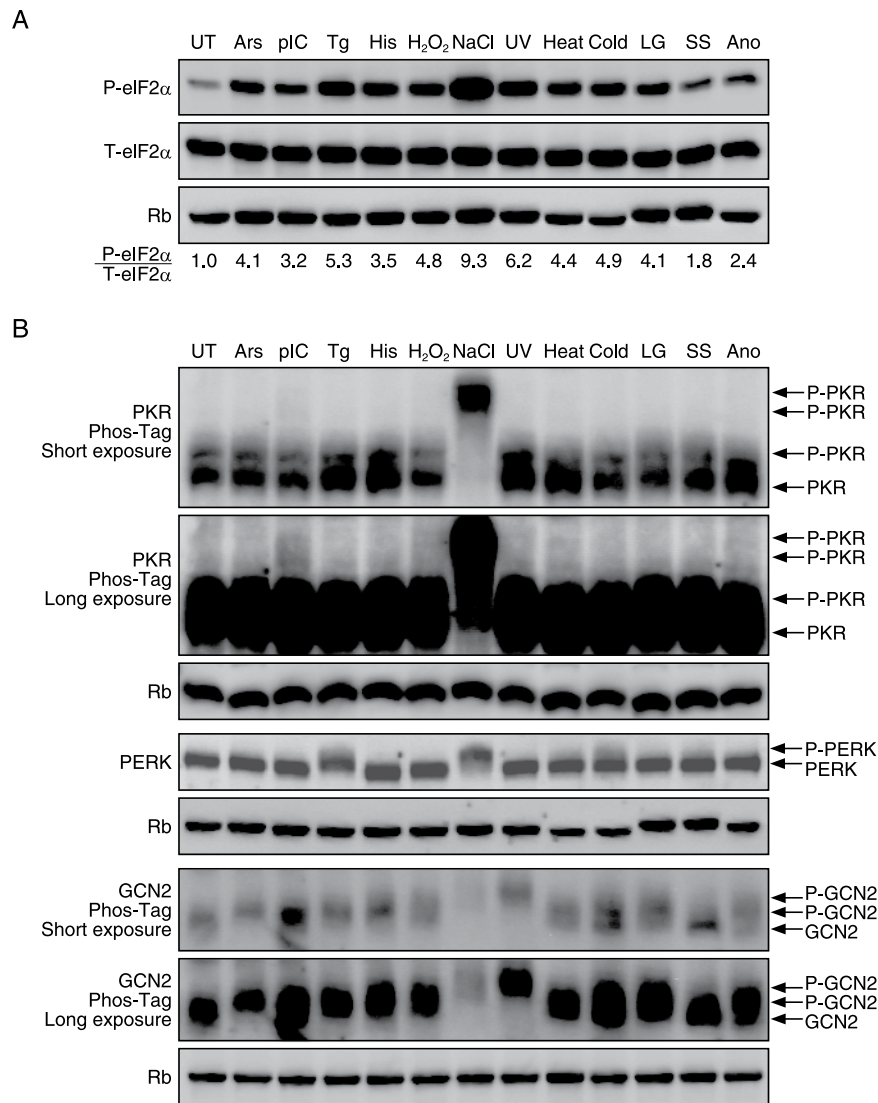 A
UT Ars pIC Tg His H₂O₂ NaCl UV Heat Cold LG SS Ano
P-eIF2α
T-eIF2α
Rb
P-eIF2α
T-eIF2α
1.0 4.1 3.2 5.3 3.5 4.8 9.3 6.2 4.4 4.9 4.1 1.8 2.4
B
UT Ars pIC Tg His H₂O₂ NaCl UV Heat Cold LG SS Ano
PKR
Phos-Tag
Short exposure
P-PKR
P-PKR
P-PKR
PKR
PKR
Phos-Tag
Long exposure
P-PKR
P-PKR
P-PKR
PKR
Rb
PERK
P-PERK
PERK
Rb
GCN2
Phos-Tag
Short exposure
P-GCN2
P-GCN2
GCN2
GCN2
Phos-Tag
Long exposure
P-GCN2
P-GCN2
GCN2
Rb